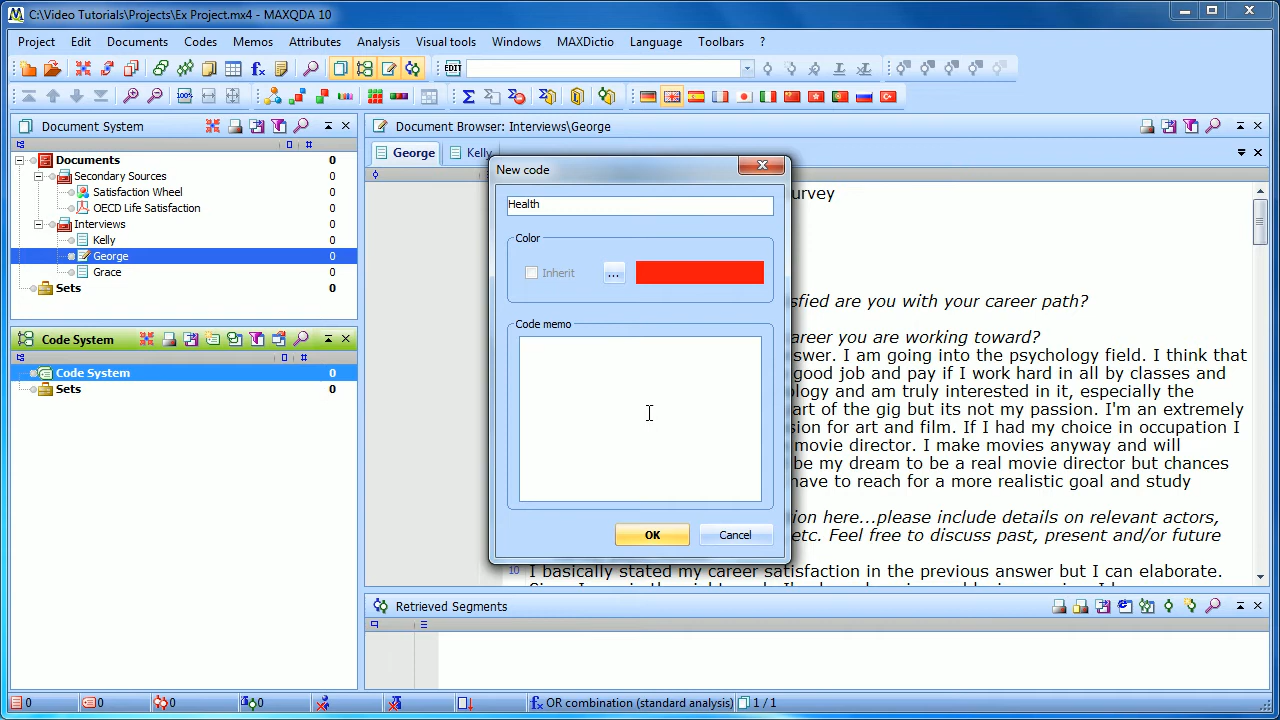 C:\Video Tutorials\Projects\Ex Project.mx4 - MAXQDA 10
Project Edit Documents Codes Memos Attributes Analysis Visual tools Windows MAXDictio Language Toolbars ?
EDIT
100%
Document System
Documents 0
Secondary Sources 0
Satisfaction Wheel 0
OECD Life Satisfaction 0
Interviews 0
Kelly 0
George 0
Grace 0
Sets 0
Code System
Code System 0
Sets 0
Document Browser: Interviews\George
George Kelly
urvey
sfied are you with your career path?
areer you are working toward?
swer. I am going into the psychology field. I think that
good job and pay if I work hard in all by classes and
ology and am truly interested in it, especially the
art of the gig but its not my passion. I'm an extremely
sion for art and film. If I had my choice in occupation I
movie director. I make movies anyway and will
be my dream to be a real movie director but chances
have to reach for a more realistic goal and study
ion here...please include details on relevant actors,
etc. Feel free to discuss past, present and/or future
10 I basically stated my career satisfaction in the previous answer but I can elaborate.
New code
Health
Color
Inherit ...
Code memo
OK Cancel
Retrieved Segments
0 0 0 0 OR combination (standard analysis) 1 / 1